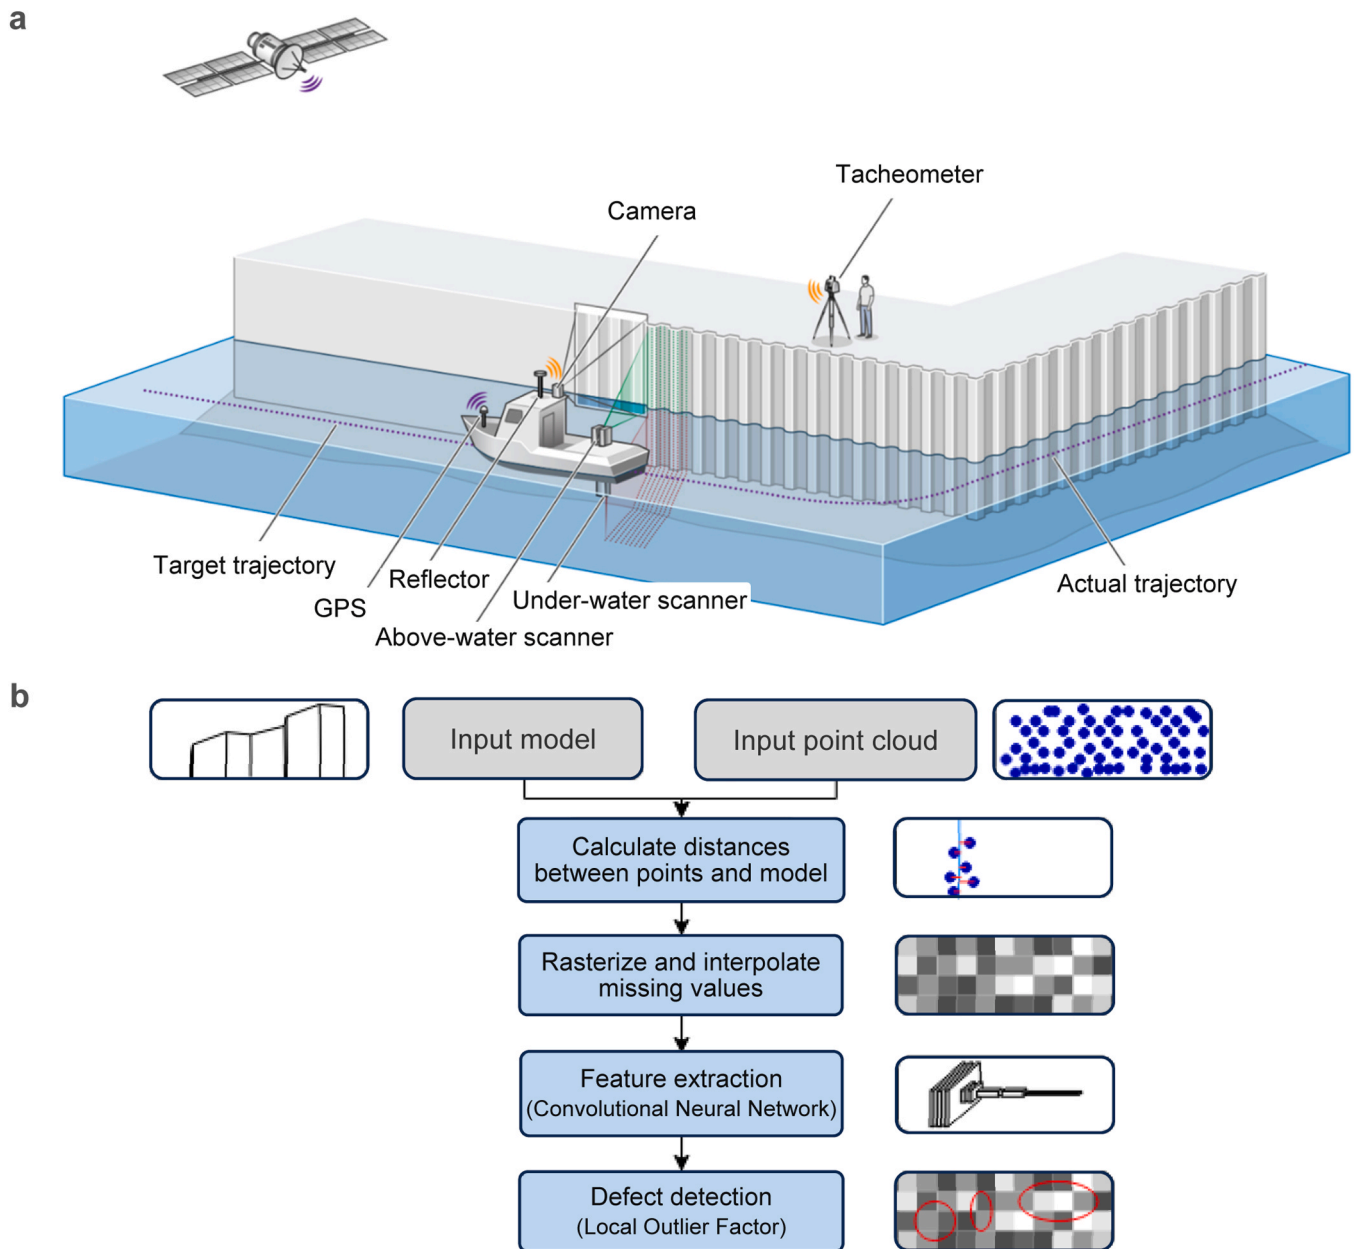 a
Tacheometer
Camera
Target trajectory
Reflector
GPS
Under-water scanner
Above-water scanner
Actual trajectory
b
Input model
Input point cloud
Calculate distances
between points and model
Rasterize and interpolate
missing values
Feature extraction
(Convolutional Neural Network)
Defect detection
(Local Outlier Factor)